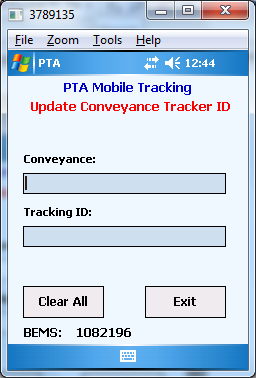 3789135
File Zoom Tools Help
PTA 12:44
PTA Mobile Tracking
Update Conveyance Tracker ID
Conveyance:
Tracking ID:
Clear All Exit
BEMS: 1082196